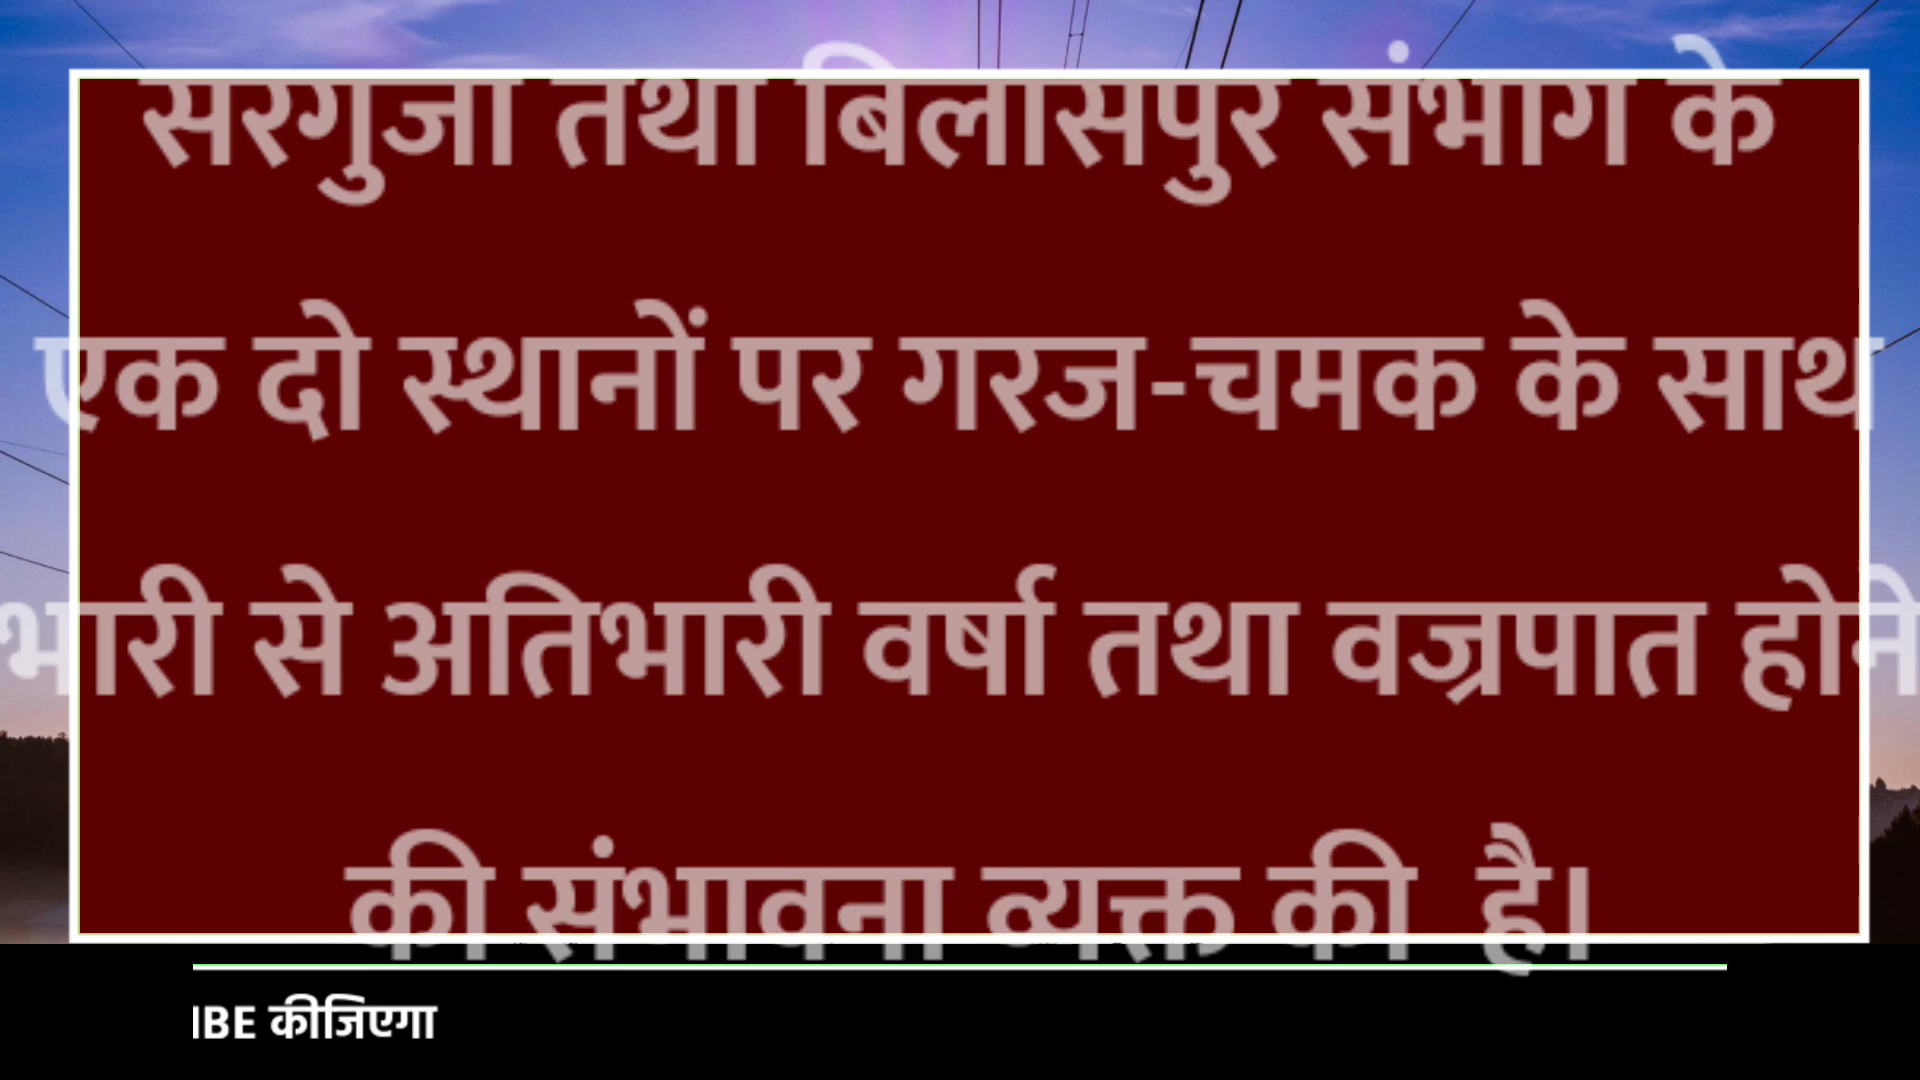 सरगुजा तथा बिलासपुर संभाग के
एक दो स्थानों पर गरज-चमक के साथ
भारी से अतिभारी वर्षा तथा वज्रपात होने
की संभावना व्यक्त की है।
IBE कीजिएगा